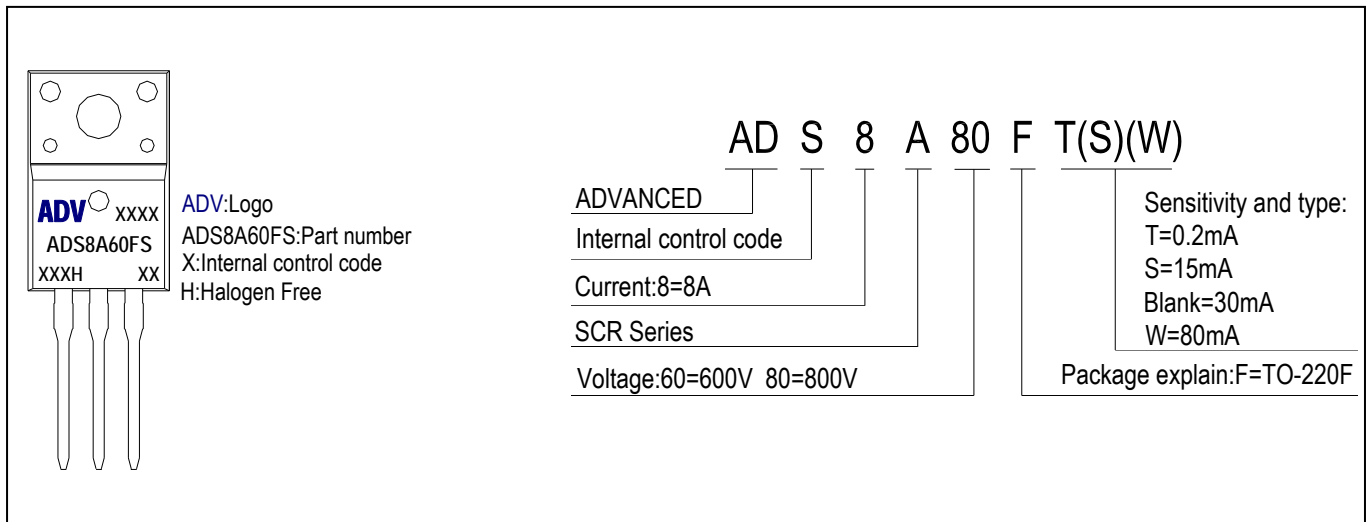 ADV XXXX
ADS8A60FS
XXXH XX
ADV:Logo
ADS8A60FS:Part number
X:Internal control code
H:Halogen Free
AD S 8 A 80 F T(S)(W)
ADVANCED
Internal control code
Current:8=8A
SCR Series
Voltage:60=600V 80=800V
Sensitivity and type:
T=0.2mA
S=15mA
Blank=30mA
W=80mA
Package explain:F=TO-220F